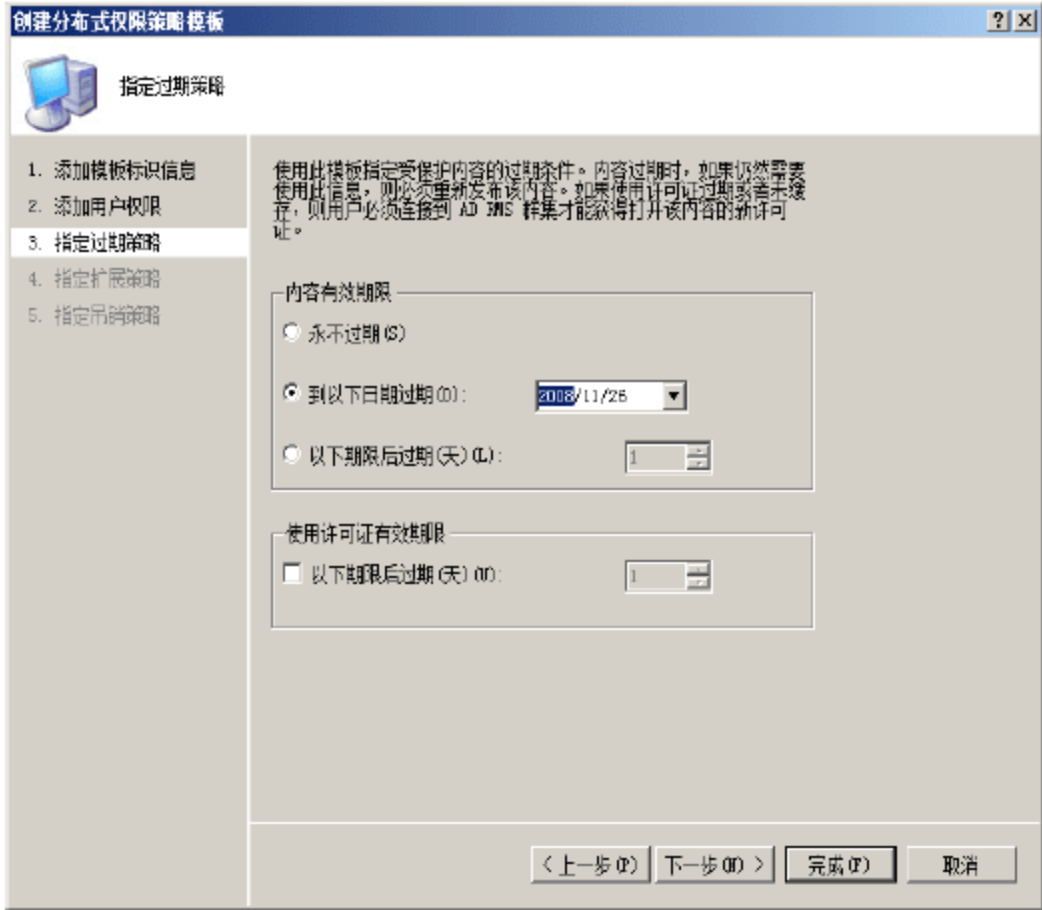 创建分布式权限策略模板
指定过期策略
1. 添加模板标识信息
2. 添加用户权限
3. 指定过期策略
4. 指定扩展策略
5. 指定吊销策略
使用此模板指定受保护内容的过期条件。内容过期时，如果仍然需要
使用此信息，则必须重新发布该内容。如果使用许可证过期或者未缓
存，则用户必须连接到 AD RMS 群集才能获得打开该内容的新许可
证。
内容有效期限
永不过期(S)
到以下日期过期(D): 2008/11/26
以下期限后过期(天)(L): 1
使用许可证有效期限
以下期限后过期(天)(U): 1
< 上一步(P) 下一步(N) > 完成(F) 取消